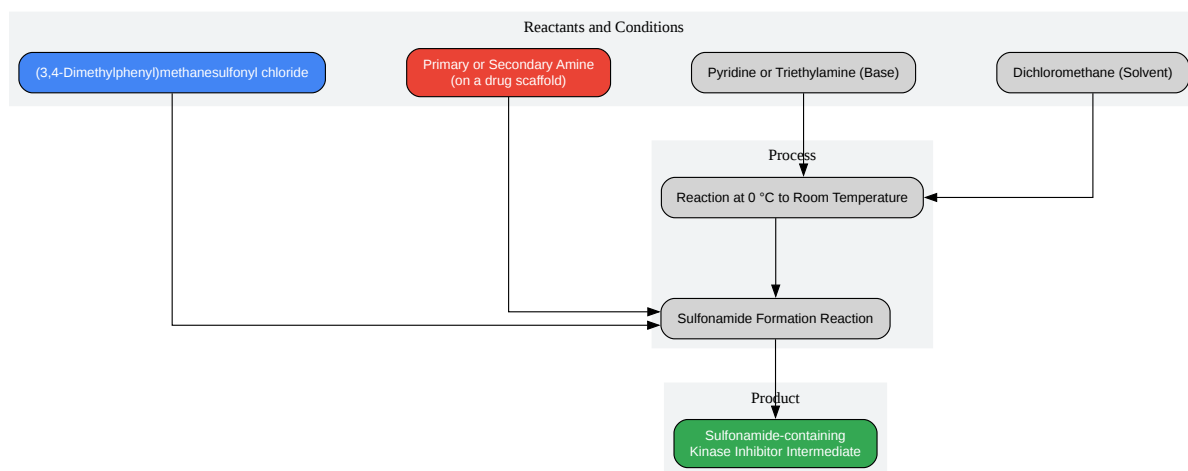 Reactants and Conditions
(3,4-Dimethylphenyl)methanesulfonyl chloride
Primary or Secondary Amine
(on a drug scaffold)
Pyridine or Triethylamine (Base)
Dichloromethane (Solvent)
Process
Reaction at 0 °C to Room Temperature
Sulfonamide Formation Reaction
Product
Sulfonamide-containing
Kinase Inhibitor Intermediate